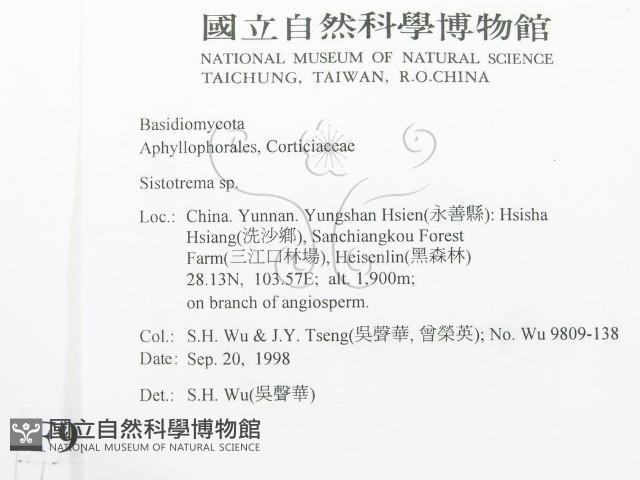 國立自然科學博物館
NATIONAL MUSEUM OF NATURAL SCIENCE
TAICHUNG, TAIWAN, R.O.CHINA
Basidiomycota
Aphyllophorales, Corticiaceae
Sistotrema sp.
Loc.: China. Yunnan. Yungshan Hsien(永善縣): Hsisha
Hsiang(洗沙鄉), Sanchiangkou Forest
Farm(三江口林場), Heisenlin(黑森林)
28.13N, 103.57E; alt. 1,900m;
on branch of angiosperm.
Col.: S.H. Wu & J.Y. Tseng(吳聲華, 曾榮英); No. Wu 9809-138
Date: Sep. 20, 1998
Det.: S.H. Wu(吳聲華)
國立自然科學博物館
NATIONAL MUSEUM OF NATURAL SCIENCE